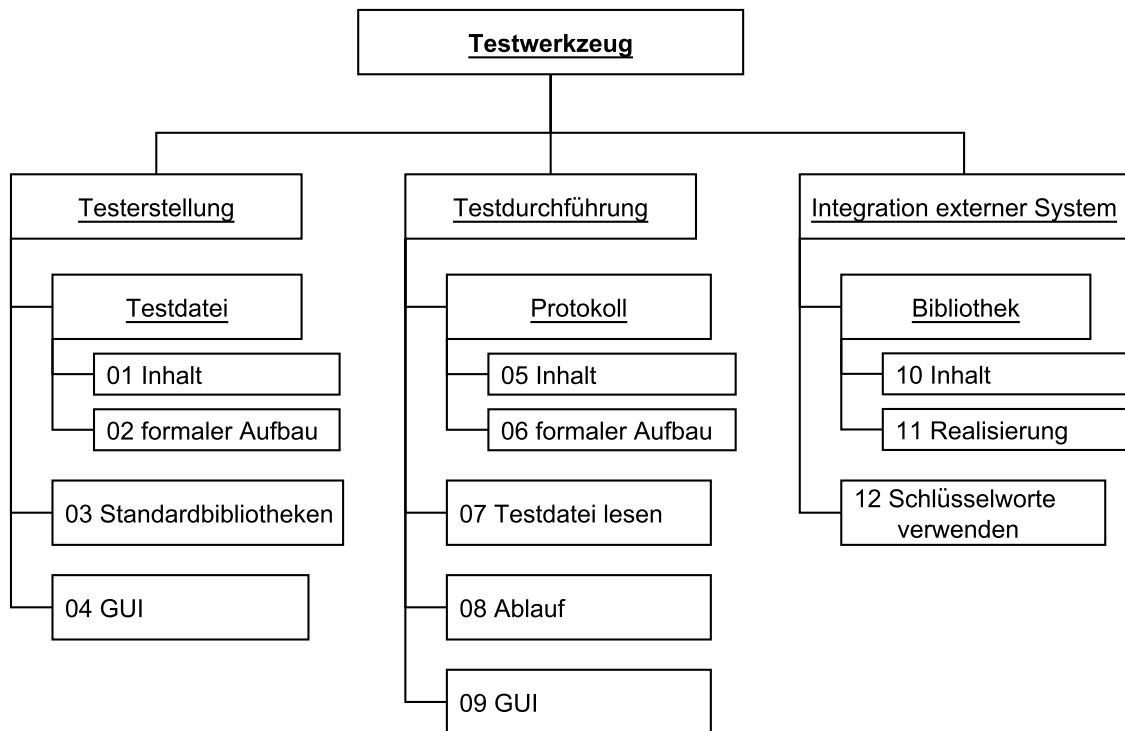 Testwerkzeug
Testerstellung
Testdatei
01 Inhalt
02 formaler Aufbau
03 Standardbibliotheken
04 GUI
Testdurchführung
Protokoll
05 Inhalt
06 formaler Aufbau
07 Testdatei lesen
08 Ablauf
09 GUI
Integration externer System
Bibliothek
10 Inhalt
11 Realisierung
12 Schlüsselworte
verwenden